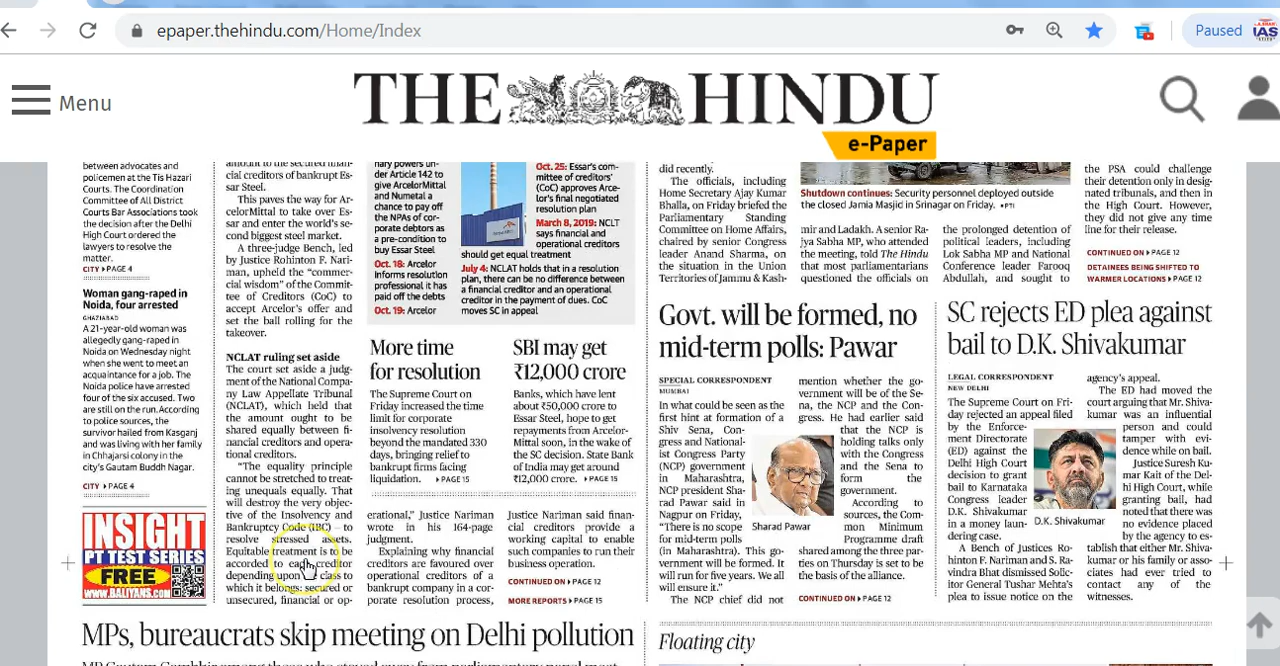 epaper.thehindu.com/Home/Index
Paused
IAS
Menu
THE HINDU
e-Paper
between advocates and
policemen at the Tis Hazari
Courts. The Coordination
Committee of All District
Courts Bar Associations took
the decision after the Delhi
High Court ordered the
lawyers to resolve the
matter.
CITY PAGE 4
Woman gang-raped in
Noida, four arrested
GHAZIABAD
A 21-year-old woman was
allegedly gang-raped in
Noida on Wednesday night
when she went to meet an
acquaintance for a job. The
Noida police have arrested
four of the six accused. Two
are still on the run. According
to police sources, the
survivor hailed from Kasganj
and was living with her family
in Chhajarsi colony in the
city's Gautam Buddh Nagar.
CITY PAGE 4
INSIGHT
PT TEST SERIES
FREE
WWW.BALIYANS.COM
amount to the secured finan-
cial creditors of bankrupt Es-
sar Steel.
This paves the way for Ar-
celorMittal to take over Es-
sar and enter the world's se-
cond biggest steel market.
A three-judge Bench, led
by Justice Rohinton F. Nari-
man, upheld the "commer-
cial wisdom" of the Commit-
tee of Creditors (CoC) to
accept Arcelor's offer and
set the ball rolling for the
takeover.
NCLAT ruling set aside
The court set aside a judg-
ment of the National Compa-
ny Law Appellate Tribunal
(NCLAT), which held that
the amount ought to be
shared equally between fi-
nancial creditors and opera-
tional creditors.
"The equality principle
cannot be stretched to treat-
ing unequals equally. That
will destroy the very objec-
tive of the Insolvency and
Bankruptcy Code (IBC) – to
resolve stressed assets.
Equitable treatment is to be
accorded to each creditor
depending class to
which it belongs: secured or
unsecured, financial or op-
nary powers un-
der Article 142 to
give ArcelorMittal
and Numetal a
chance to pay off
the NPAs of cor-
porate debtors as
a pre-condition to
buy Essar Steel
Oct. 18: Arcelor
informs resolution
professional it has
paid off the debts
Oct. 19: Arcelor
Oct. 25: Essar's com-
mittee of creditors'
(CoC) approves Arce-
lor's final negotiated
resolution plan
March 8, 2019: NCLT
says financial and
operational creditors
should get equal treatment
July 4: NCLAT holds that in a resolution
plan, there can be no difference between
a financial creditor and an operational
creditor in the payment of dues. CoC
moves SC in appeal
More time
for resolution
The Supreme Court on
Friday increased the time
limit for corporate
insolvency resolution
beyond the mandated 330
days, bringing relief to
bankrupt firms facing
liquidation. PAGE 15
SBI may get
₹12,000 crore
Banks, which have lent
about ₹50,000 crore to
Essar Steel, hope to get
repayments from Arcelor-
Mittal soon, in the wake of
the SC decision. State Bank
of India may get around
₹12,000 crore. PAGE 15
erational," Justice Nariman
wrote in his 164-page
judgment.
Explaining why financial
creditors are favoured over
operational creditors of a
bankrupt company in a cor-
porate resolution process,
Justice Nariman said finan-
cial creditors provide a
working capital to enable
such companies to run their
business operation.
CONTINUED ON PAGE 12
MORE REPORTS PAGE 15
did recently.
The officials, including
Home Secretary Ajay Kumar
Bhalla, on Friday briefed the
Parliamentary Standing
Committee on Home Affairs,
chaired by senior Congress
leader Anand Sharma, on
the situation in the Union
Territories of Jammu & Kash-
Shutdown continues: Security personnel deployed outside
the closed Jamia Masjid in Srinagar on Friday. •PTI
mir and Ladakh. A senior Ra-
jya Sabha MP, who attended
the meeting, told The Hindu
that most parliamentarians
questioned the officials on
the prolonged detention of
political leaders, including
Lok Sabha MP and National
Conference leader Farooq
Abdullah, and sought to
the PSA could challenge
their detention only in desig-
nated tribunals, and then in
the High Court. However,
they did not give any time
line for their release.
CONTINUED ON PAGE 12
DETAINEES BEING SHIFTED TO
WARMER LOCATIONS PAGE 12
Govt. will be formed, no
mid-term polls: Pawar
SPECIAL CORRESPONDENT
MUMBAI
In what could be seen as the
first hint at formation of a
Shiv Sena, Con-
gress and National-
ist Congress Party
(NCP) government
in Maharashtra,
NCP president Sha-
rad Pawar said in
Nagpur on Friday,
"There is no scope
for mid-term polls
(in Maharashtra). This go-
vernment will be formed. It
will run for five years. We all
will ensure it."
The NCP chief did not
Sharad Pawar
mention whether the go-
vernment will be of the Se-
na, the NCP and the Con-
gress. He had earlier said
that the NCP is
holding talks only
with the Congress
and the Sena to
form the
government.
According to
sources, the Com-
mon Minimum
Programme draft
shared among the three par-
ties on Thursday is set to be
the basis of the alliance.
CONTINUED ON PAGE 12
SC rejects ED plea against
bail to D.K. Shivakumar
LEGAL CORRESPONDENT
NEW DELHI
The Supreme Court on Fri-
day rejected an appeal filed
by the Enforce-
ment Directorate
(ED) against the
Delhi High Court
decision to grant
bail to Karnataka
Congress leader
D.K. Shivakumar
in a money laun-
dering case.
A Bench of Justices Ro-
hinton F. Nariman and S. Ra-
vindra Bhat dismissed Solic-
itor General Tushar Mehta's
plea to issue notice on the
D.K. Shivakumar
agency's appeal.
The ED had moved the
court arguing that Mr. Shiva-
kumar was an influential
person and could
tamper with evi-
dence while on bail.
Justice Suresh Ku-
mar Kait of the Del-
hi High Court, while
granting bail, had
noted that there was
no evidence placed
by the agency to es-
tablish that either Mr. Shiva-
kumar or his family or asso-
ciates had ever tried to
contact any of the
witnesses.
MPs, bureaucrats skip meeting on Delhi pollution
Floating city